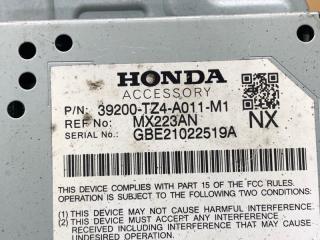 HONDA
ACCESSORY
P/N: 39200-TZ4-A011-M1
REF No: MX223AN
NX
SERIAL No.: GBE21022519A
THIS DEVICE COMPLIES WITH PART 15 OF THE FCC RULES.
OPERATION IS SUBJECT TO THE FOLLOWING TWO CONDITIONS:
(1) THIS DEVICE MAY NOT CAUSE HARMFUL INTERFERENCE, AND
(2) THIS DEVICE MUST ACCEPT ANY INTERFERENCE
RECEIVED, INCLUDING INTERFERENCE THAT MAY CAUSE
UNDESIRED OPERATION.